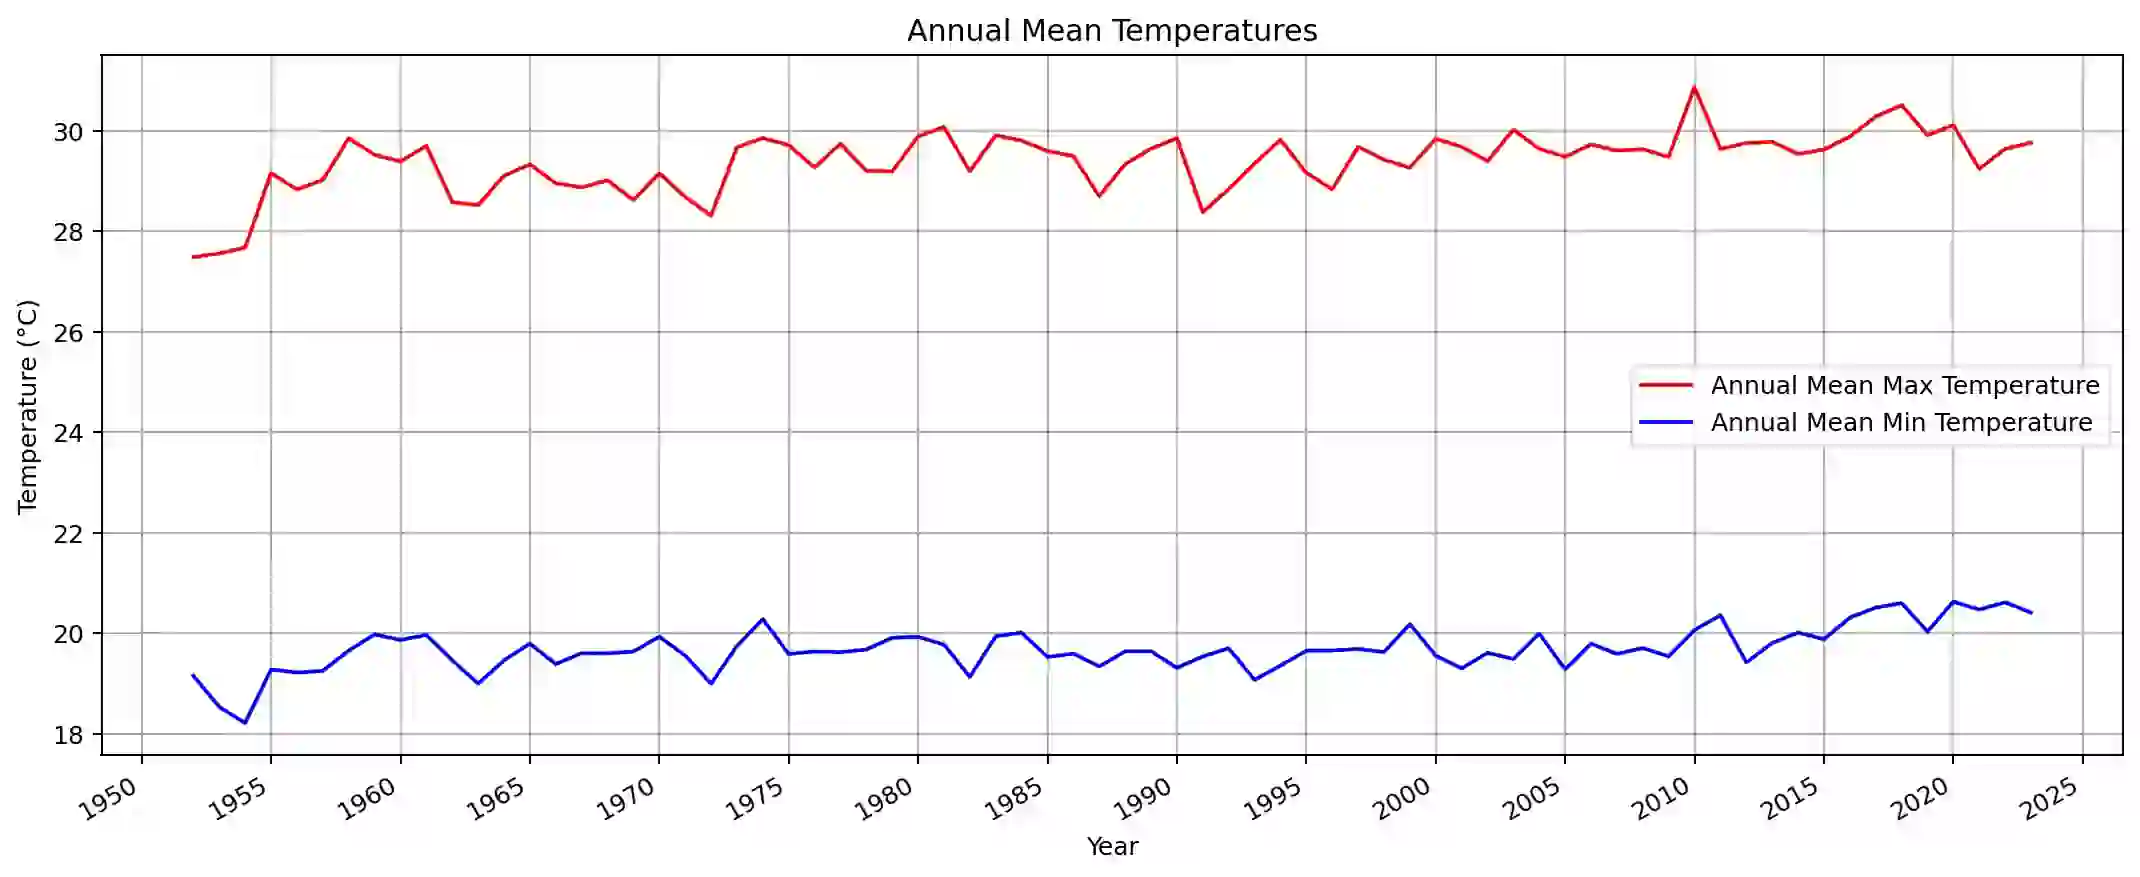 Annual Mean Temperatures
30
28
26
24
22
20
18
Temperature (°C)
Annual Mean Max Temperature
Annual Mean Min Temperature
1950 1955 1960 1965 1970 1975 1980 1985 1990 1995 2000 2005 2010 2015 2020 2025
Year